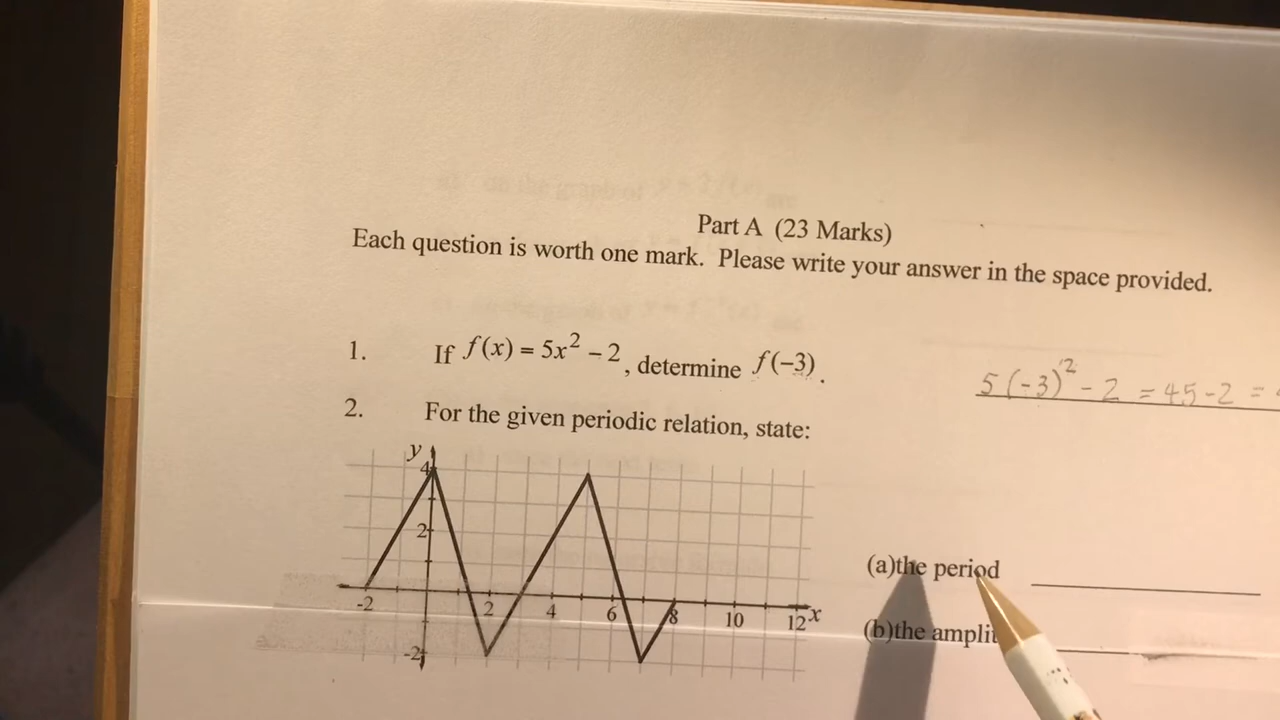 Part A (23 Marks)
Each question is worth one mark. Please write your answer in the space provided.
1. If f(x) = 5x² − 2, determine f(−3).
5(-3)² - 2 = 45-2 =
2. For the given periodic relation, state:
y
4
2
-2 2 4 6 8 10 12 x
-2
(a)the period
(b)the